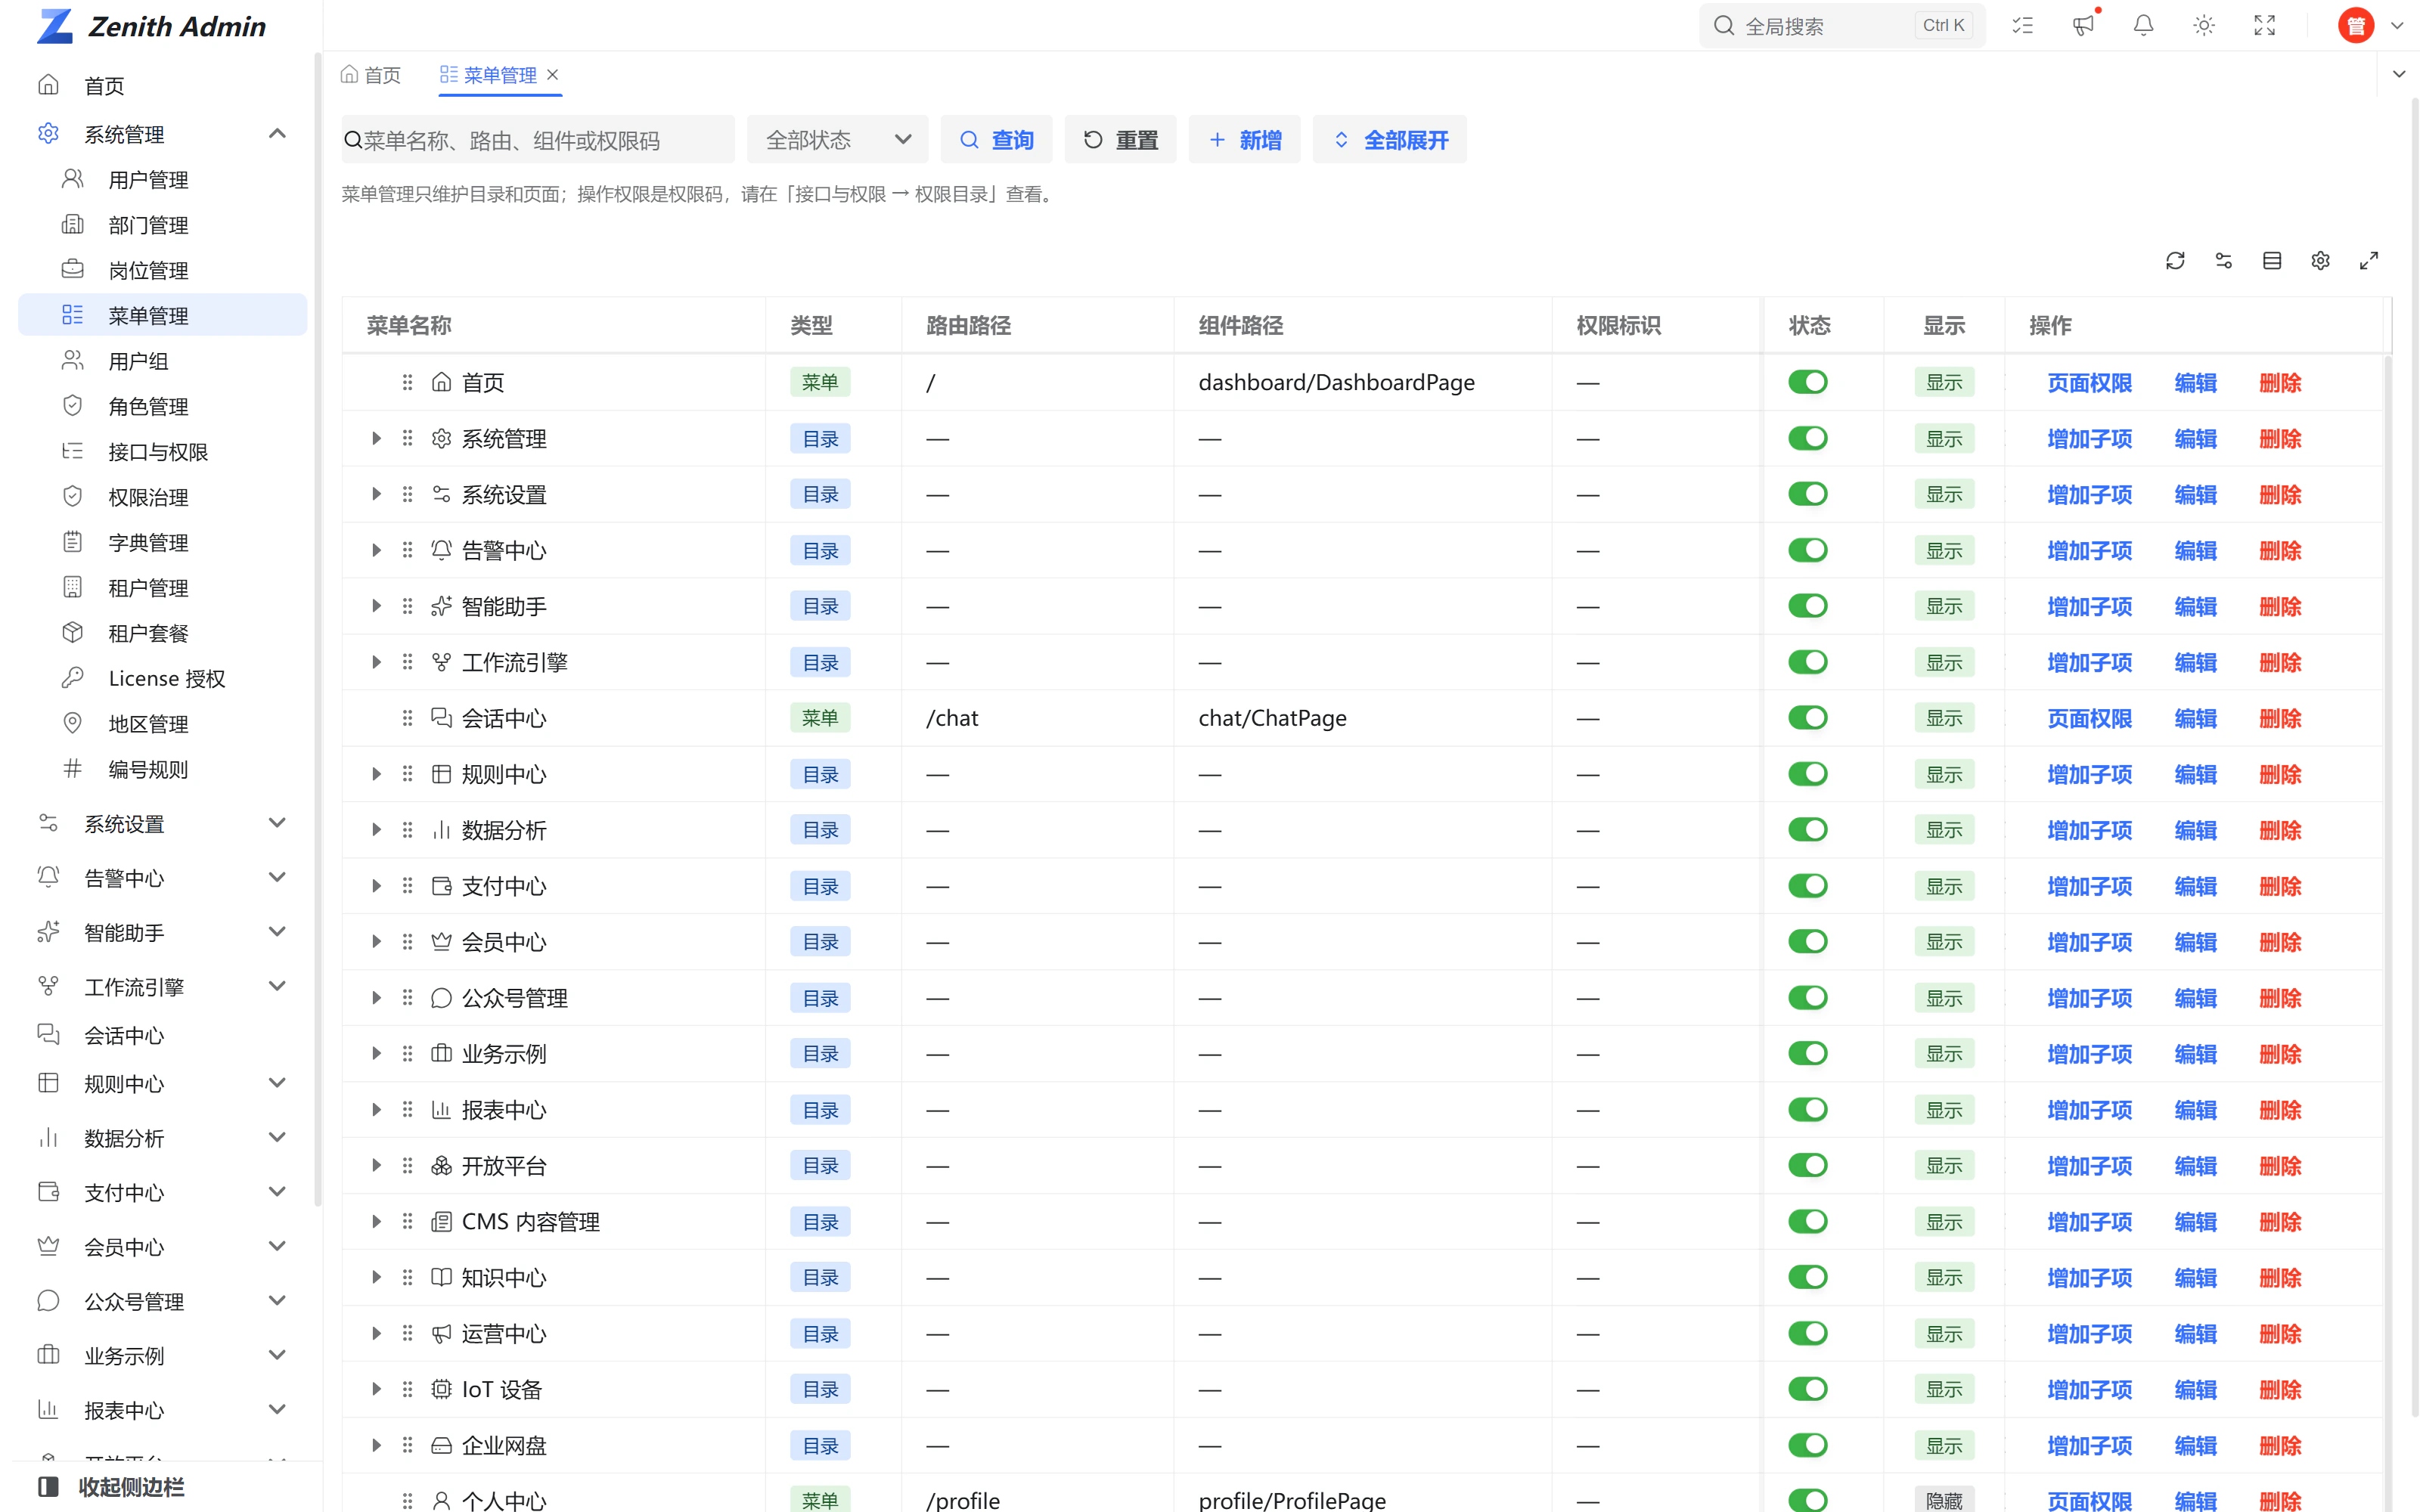 Zenith Admin
全局搜索
Ctrl K
管
首页
系统管理
用户管理
部门管理
岗位管理
菜单管理
用户组
角色管理
接口与权限
权限治理
字典管理
租户管理
租户套餐
License 授权
地区管理
编号规则
系统设置
告警中心
智能助手
工作流引擎
会话中心
规则中心
数据分析
支付中心
会员中心
公众号管理
业务示例
报表中心
开放平台
收起侧边栏
首页
菜单管理
菜单名称、路由、组件或权限码
全部状态
查询
重置
新增
全部展开
菜单管理只维护目录和页面；操作权限是权限码，请在「接口与权限 → 权限目录」查看。
菜单名称 类型 路由路径 组件路径 权限标识 状态 显示 操作
首页 菜单 / dashboard/DashboardPage — 显示 页面权限 编辑 删除
系统管理 目录 — — — 显示 增加子项 编辑 删除
系统设置 目录 — — — 显示 增加子项 编辑 删除
告警中心 目录 — — — 显示 增加子项 编辑 删除
智能助手 目录 — — — 显示 增加子项 编辑 删除
工作流引擎 目录 — — — 显示 增加子项 编辑 删除
会话中心 菜单 /chat chat/ChatPage — 显示 页面权限 编辑 删除
规则中心 目录 — — — 显示 增加子项 编辑 删除
数据分析 目录 — — — 显示 增加子项 编辑 删除
支付中心 目录 — — — 显示 增加子项 编辑 删除
会员中心 目录 — — — 显示 增加子项 编辑 删除
公众号管理 目录 — — — 显示 增加子项 编辑 删除
业务示例 目录 — — — 显示 增加子项 编辑 删除
报表中心 目录 — — — 显示 增加子项 编辑 删除
开放平台 目录 — — — 显示 增加子项 编辑 删除
CMS 内容管理 目录 — — — 显示 增加子项 编辑 删除
知识中心 目录 — — — 显示 增加子项 编辑 删除
运营中心 目录 — — — 显示 增加子项 编辑 删除
IoT 设备 目录 — — — 显示 增加子项 编辑 删除
企业网盘 目录 — — — 显示 增加子项 编辑 删除
个人中心 菜单 /profile profile/ProfilePage — 隐藏 页面权限 编辑 删除